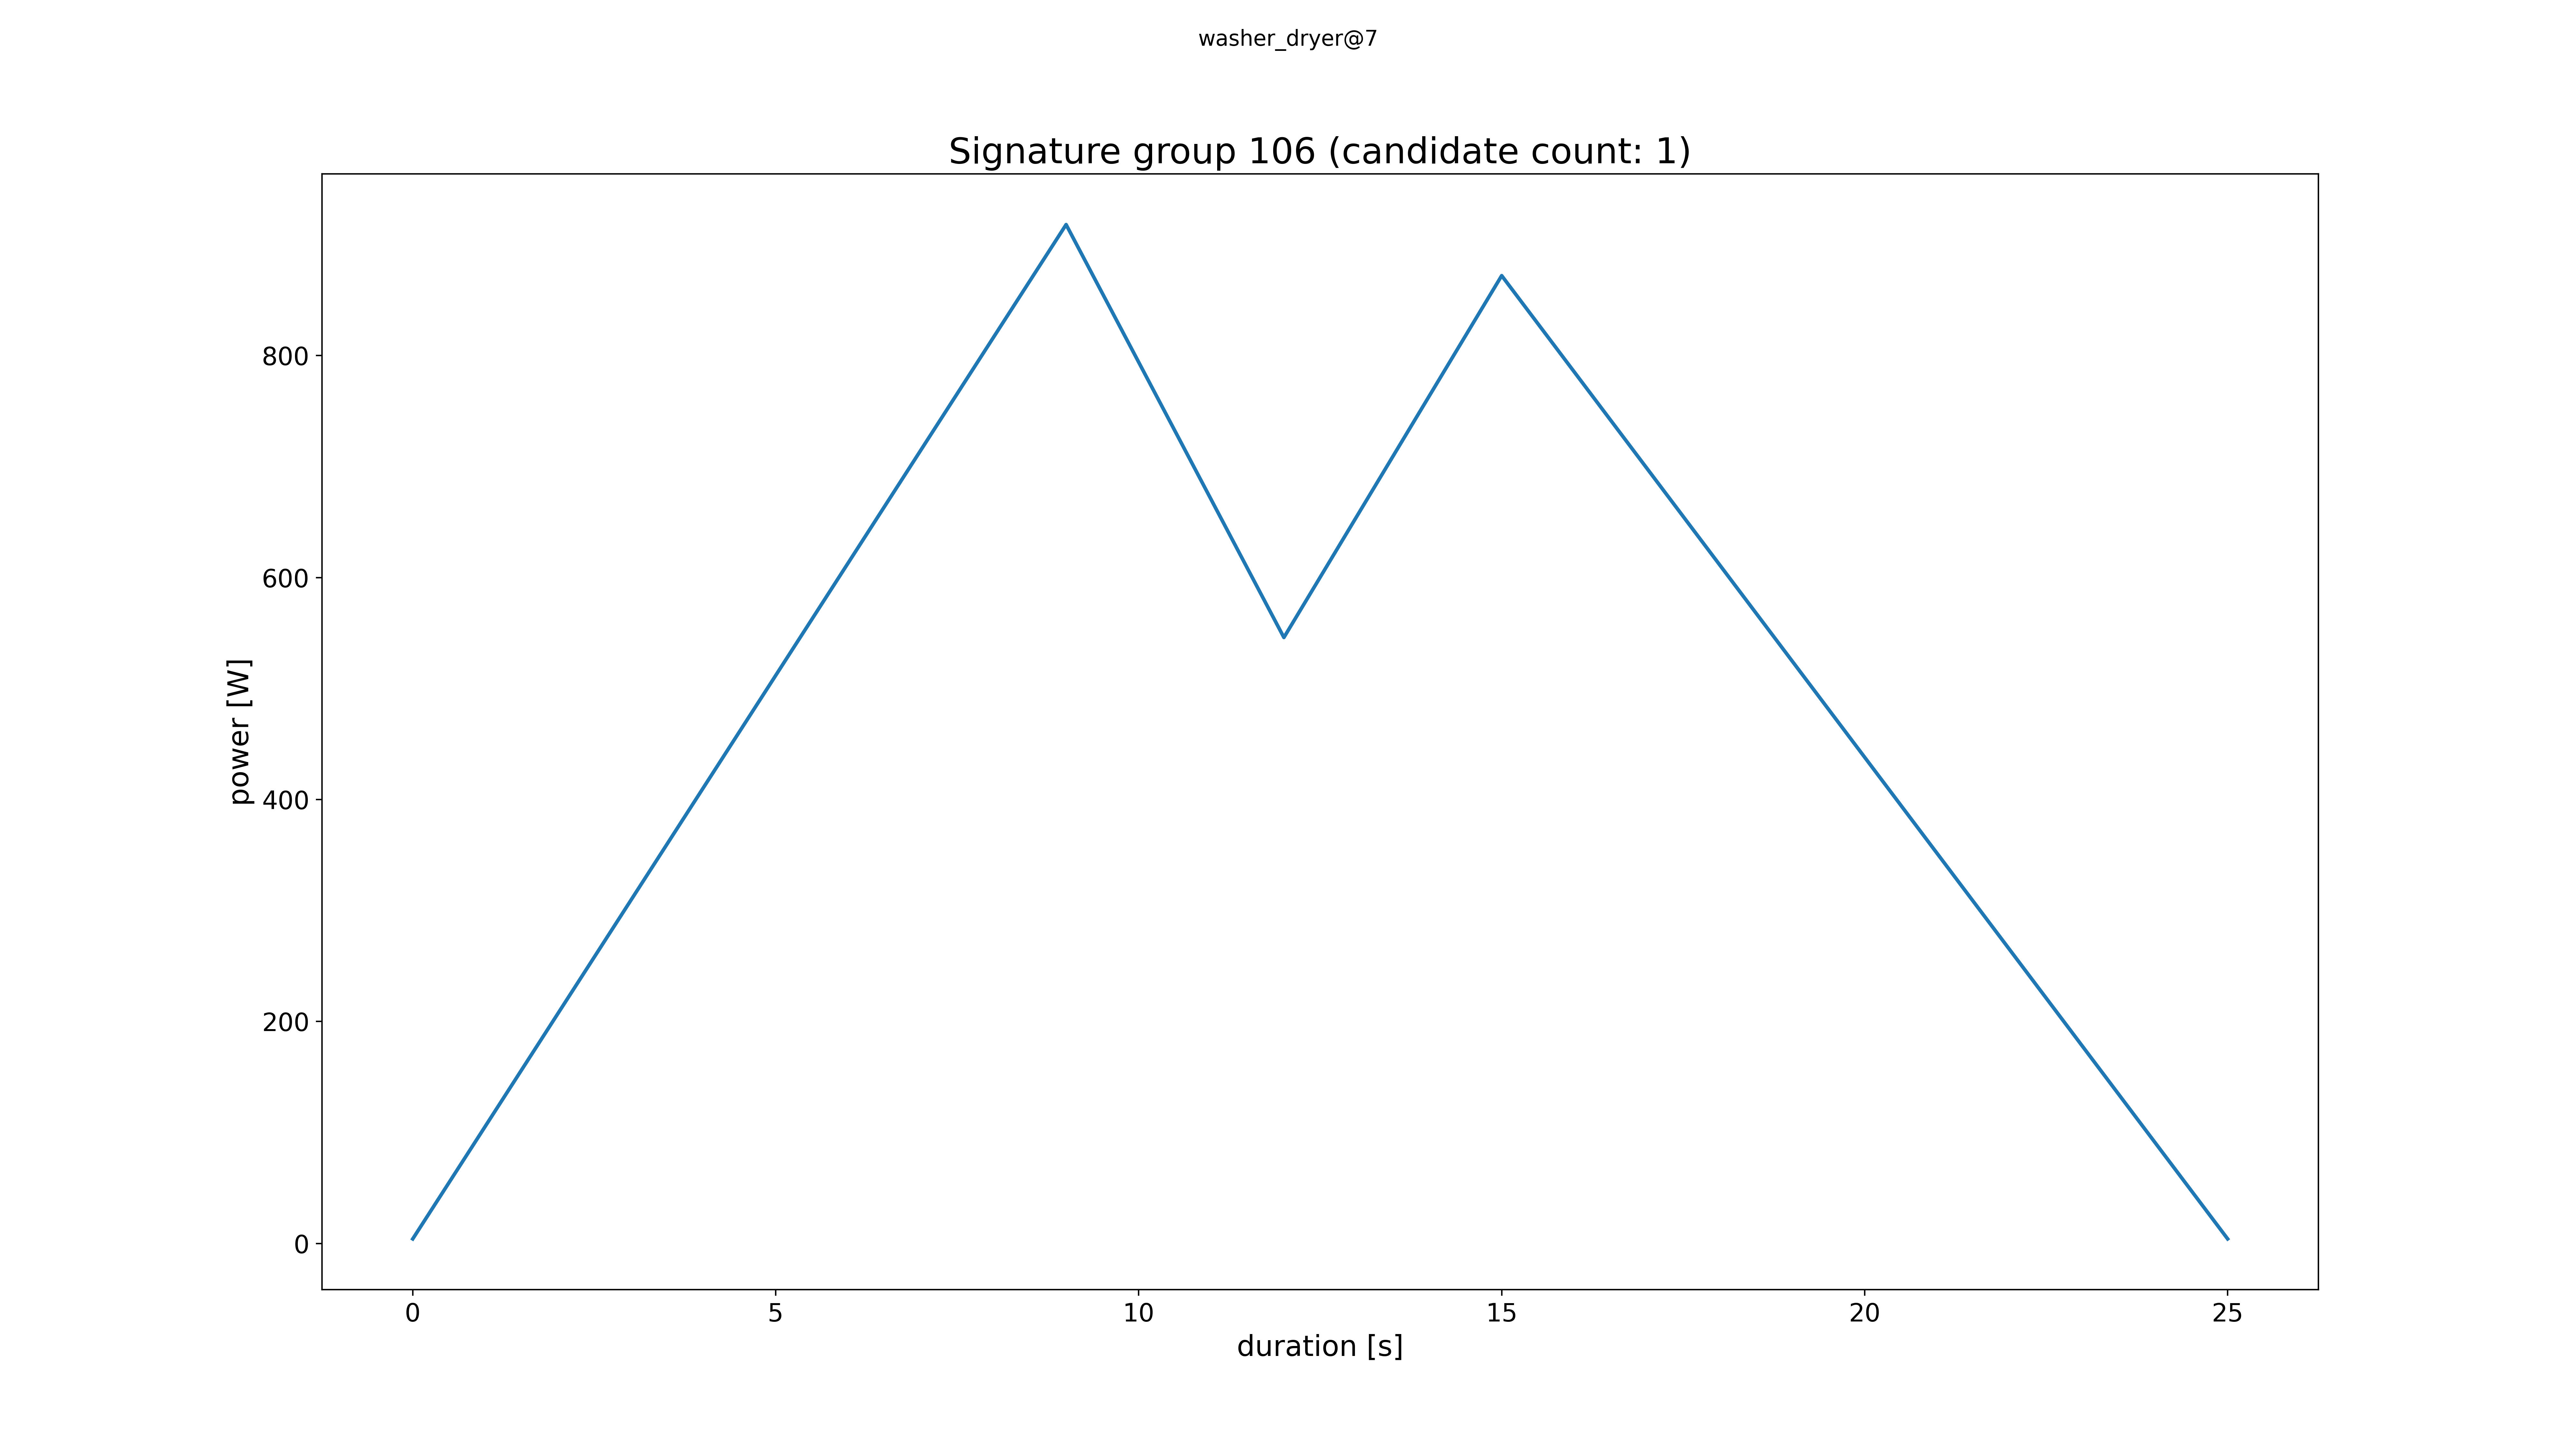 washer_dryer@7
Signature group 106 (candidate count: 1)
power [W]
800
600
400
200
0
0 5 10 15 20 25
duration [s]